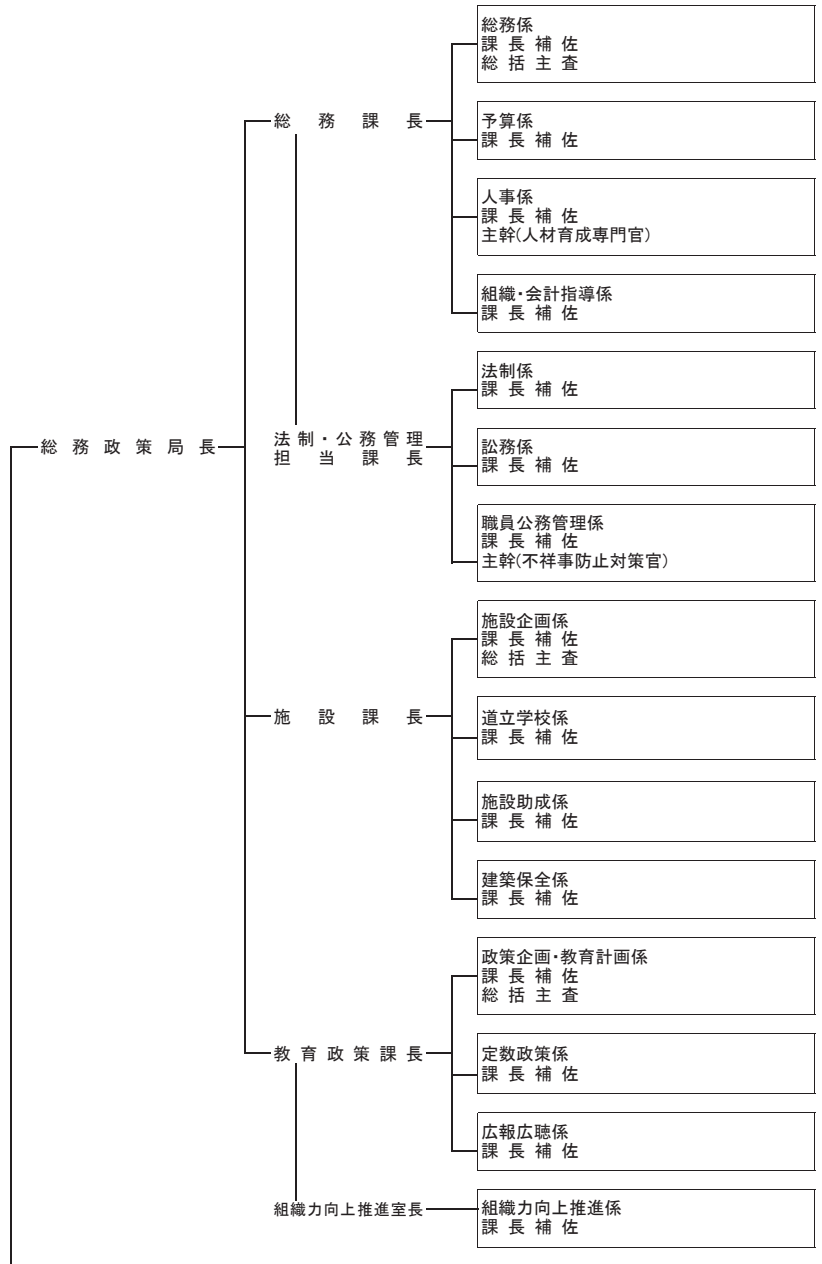 総務政策局長
総務課長
総務係
課長補佐
総括主査
予算係
課長補佐
人事係
課長補佐
主幹(人材育成専門官)
組織・会計指導係
課長補佐
法制・公務管理
担当課長
法制係
課長補佐
訟務係
課長補佐
職員公務管理係
課長補佐
主幹(不祥事防止対策官)
施設課長
施設企画係
課長補佐
総括主査
道立学校係
課長補佐
施設助成係
課長補佐
建築保全係
課長補佐
教育政策課長
政策企画・教育計画係
課長補佐
総括主査
定数政策係
課長補佐
広報広聴係
課長補佐
組織力向上推進室長
組織力向上推進係
課長補佐